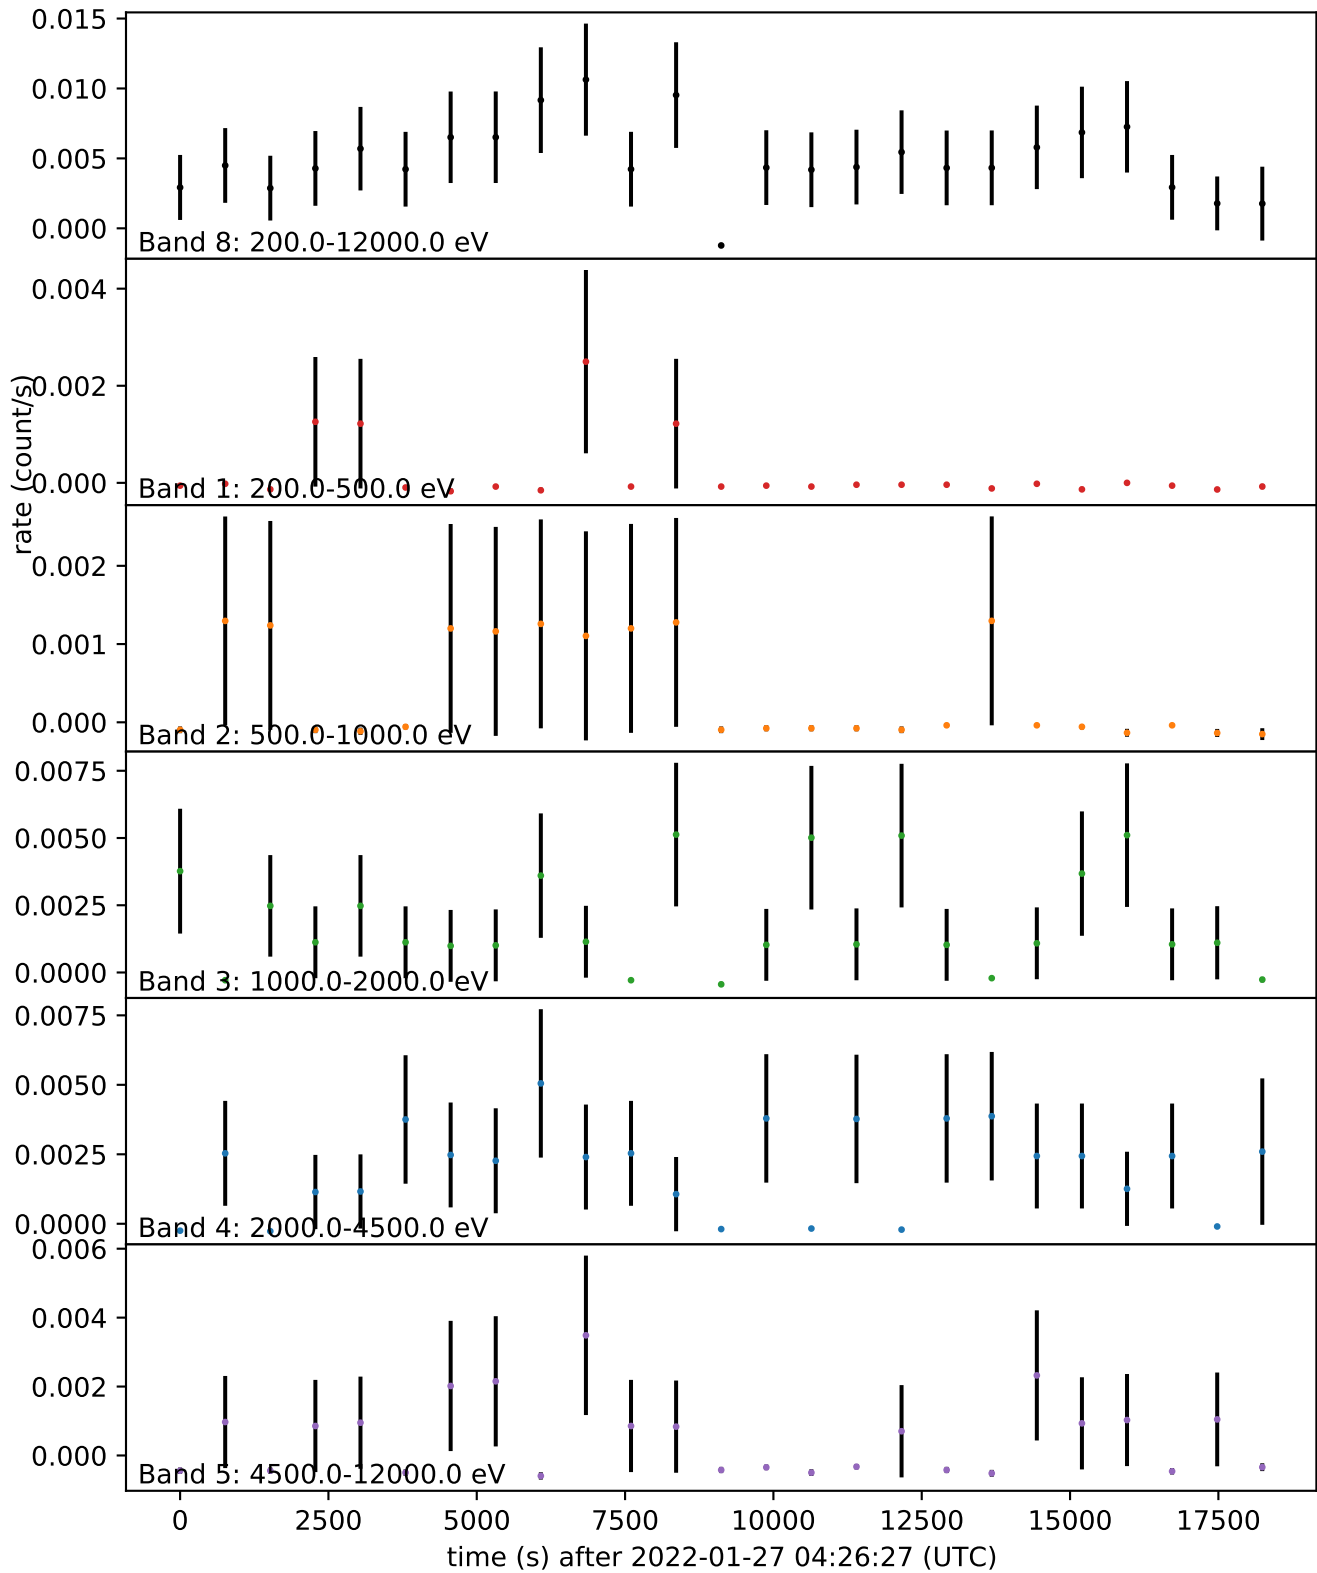 rate (count/s)
0.015
0.010
0.005
0.000
Band 8: 200.0-12000.0 eV
0.004
0.002
0.000
Band 1: 200.0-500.0 eV
0.002
0.001
0.000
Band 2: 500.0-1000.0 eV
0.0075
0.0050
0.0025
0.0000
Band 3: 1000.0-2000.0 eV
0.0075
0.0050
0.0025
0.0000
Band 4: 2000.0-4500.0 eV
0.006
0.004
0.002
0.000
Band 5: 4500.0-12000.0 eV
0 2500 5000 7500 10000 12500 15000 17500
time (s) after 2022-01-27 04:26:27 (UTC)